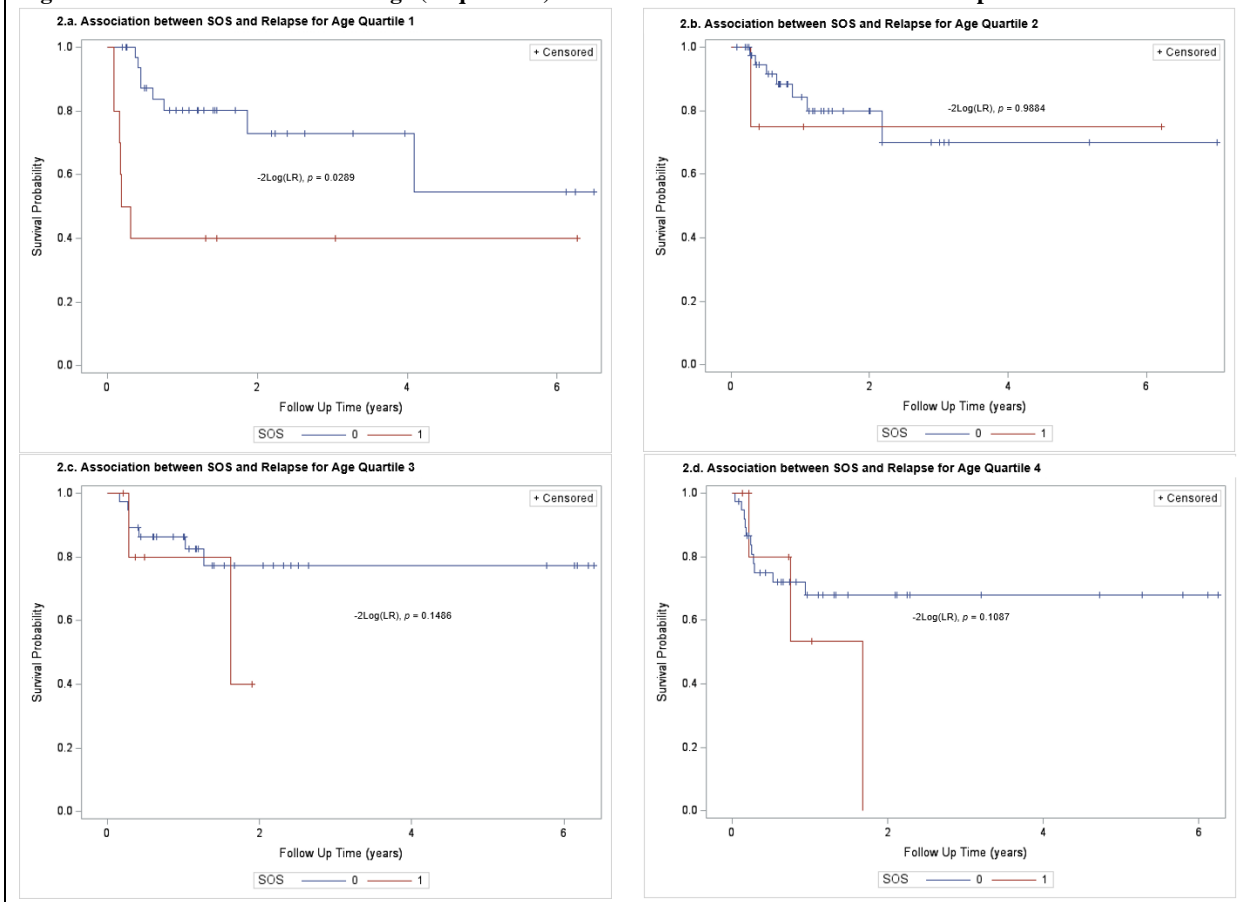 2.a. Association between SOS and Relapse for Age Quartile 1
+ Censored
1.0
0.8
0.6
0.4
0.2
0.0
Survival Probability
-2Log(LR), p = 0.0289
0 2 4 6
Follow Up Time (years)
SOS 0 1
2.b. Association between SOS and Relapse for Age Quartile 2
+ Censored
1.0
0.8
0.6
0.4
0.2
0.0
Survival Probability
-2Log(LR), p = 0.9884
0 2 4 6
Follow Up Time (years)
SOS 0 1
2.c. Association between SOS and Relapse for Age Quartile 3
+ Censored
1.0
0.8
0.6
0.4
0.2
0.0
Survival Probability
-2Log(LR), p = 0.1486
0 2 4 6
Follow Up Time (years)
SOS 0 1
2.d. Association between SOS and Relapse for Age Quartile 4
+ Censored
1.0
0.8
0.6
0.4
0.2
0.0
Survival Probability
-2Log(LR), p = 0.1087
0 2 4 6
Follow Up Time (years)
SOS 0 1